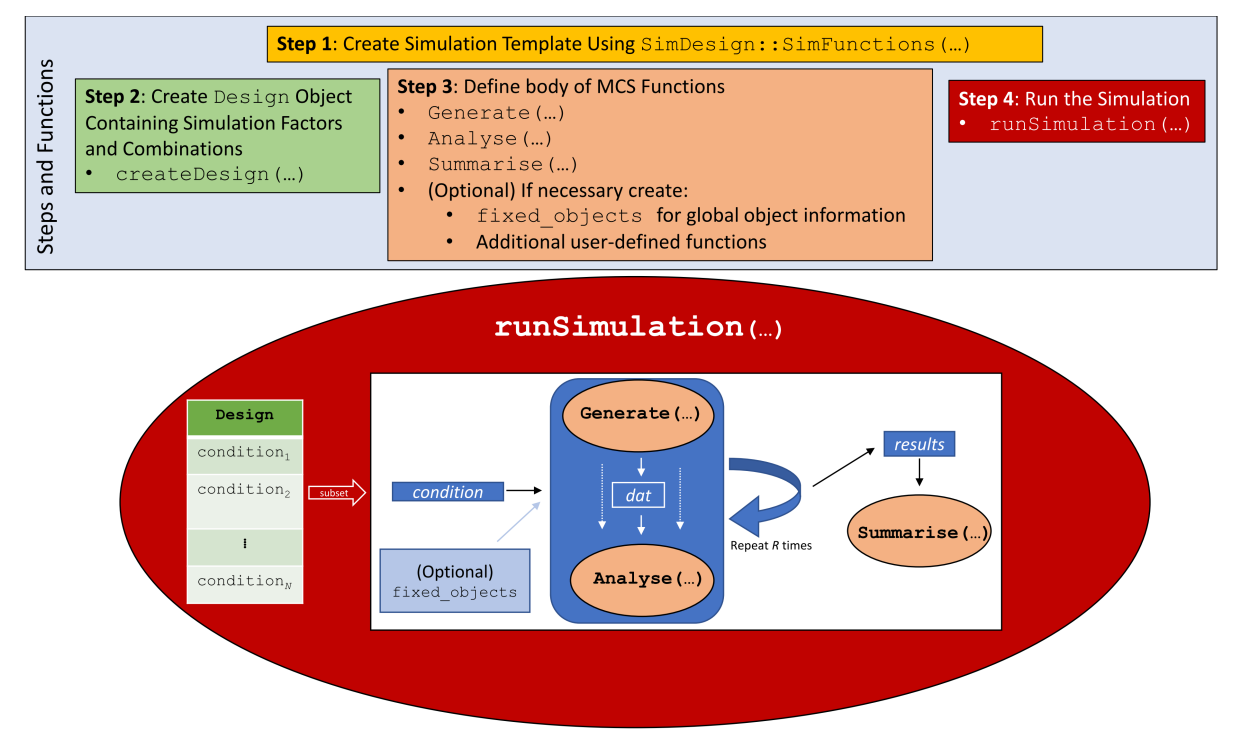 Steps and Functions
Step 1: Create Simulation Template Using SimDesign::SimFunctions(…)
Step 2: Create Design Object
Containing Simulation Factors
and Combinations
• createDesign(…)
Step 3: Define body of MCS Functions
• Generate(…)
• Analyse(…)
• Summarise(…)
• (Optional) If necessary create:
• fixed_objects for global object information
• Additional user-defined functions
Step 4: Run the Simulation
• runSimulation(…)
runSimulation(…)
Design
condition1
condition2
⋮
conditionN
subset
condition
(Optional)
fixed_objects
Generate(…)
dat
Analyse(…)
Repeat R times
results
Summarise(…)